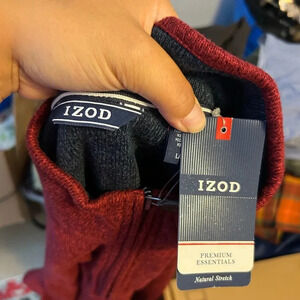 IZOD
IZOD
PREMIUM
ESSENTIALS
Natural Stretch